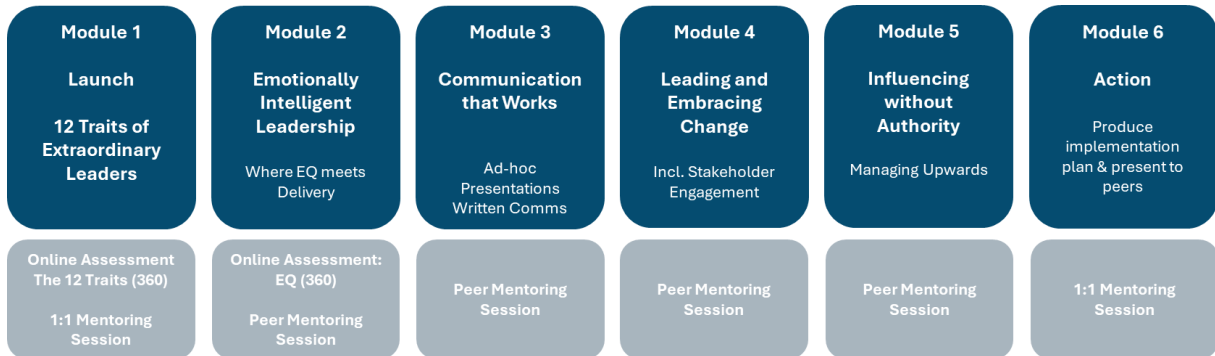 Module 1
Launch
12 Traits of
Extraordinary
Leaders
Module 2
Emotionally
Intelligent
Leadership
Where EQ meets
Delivery
Module 3
Communication
that Works
Ad-hoc
Presentations
Written Comms
Module 4
Leading and
Embracing
Change
Incl. Stakeholder
Engagement
Module 5
Influencing
without
Authority
Managing Upwards
Module 6
Action
Produce
implementation
plan & present to
peers
Online Assessment
The 12 Traits (360)
1:1 Mentoring
Session
Online Assessment:
EQ (360)
Peer Mentoring
Session
Peer Mentoring
Session
Peer Mentoring
Session
Peer Mentoring
Session
1:1 Mentoring
Session